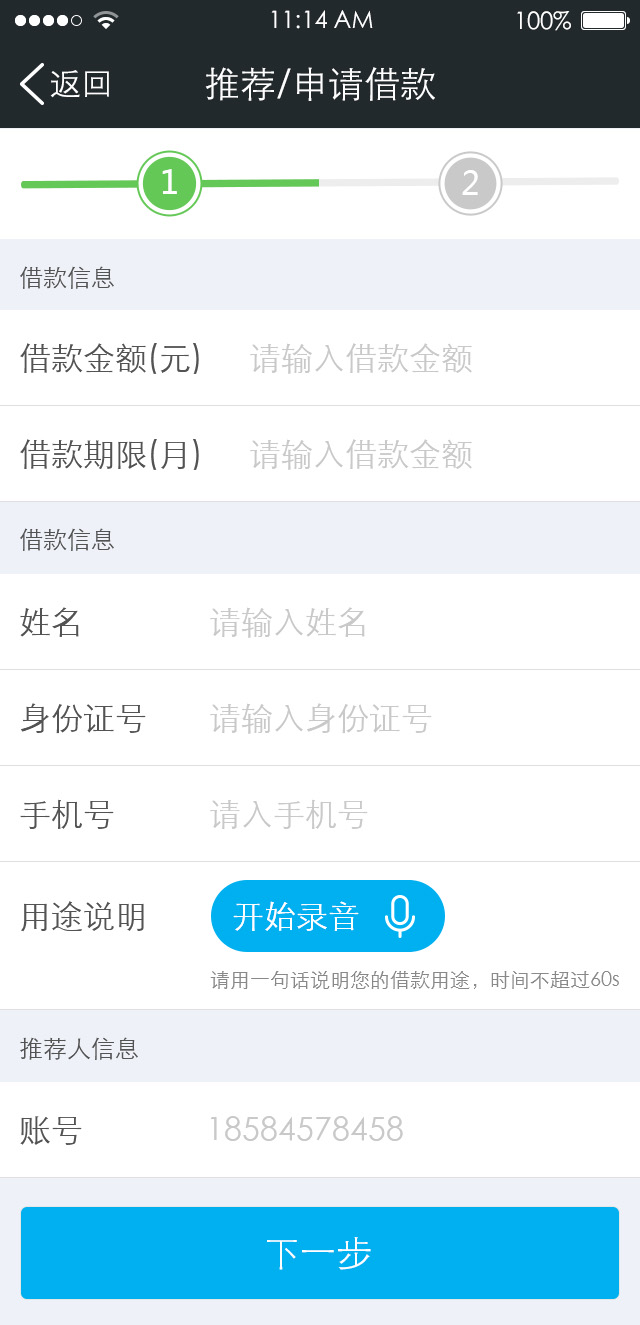 11:14 AM 100%
返回 推荐/申请借款
1 2
借款信息
借款金额(元) 请输入借款金额
借款期限(月) 请输入借款金额
借款信息
姓名 请输入姓名
身份证号 请输入身份证号
手机号 请入手机号
用途说明 开始录音
请用一句话说明您的借款用途，时间不超过60s
推荐人信息
账号 18584578458
下一步